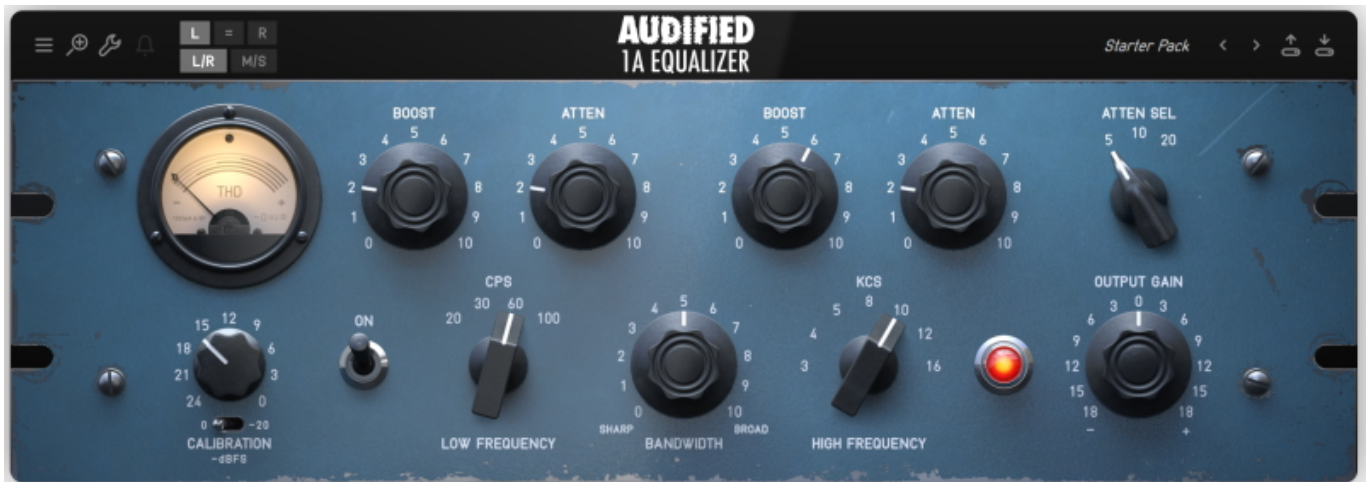 L = R
L/R M/S
AUDIFIED
1A EQUALIZER
Starter Pack
BOOST
0 1 2 3 4 5 6 7 8 9 10
ATTEN
0 1 2 3 4 5 6 7 8 9 10
BOOST
0 1 2 3 4 5 6 7 8 9 10
ATTEN
0 1 2 3 4 5 6 7 8 9 10
ATTEN SEL
5 10 20
THD
- +
24 21 18 15 12 9 6 3 0
0 -20
CALIBRATION
-dBFS
ON
CPS
20 30 60 100
LOW FREQUENCY
0 1 2 3 4 5 6 7 8 9 10
SHARP BROAD
BANDWIDTH
KCS
3 4 5 8 10 12 16
HIGH FREQUENCY
OUTPUT GAIN
18 15 12 9 6 3 0 3 6 9 12 15 18
- +